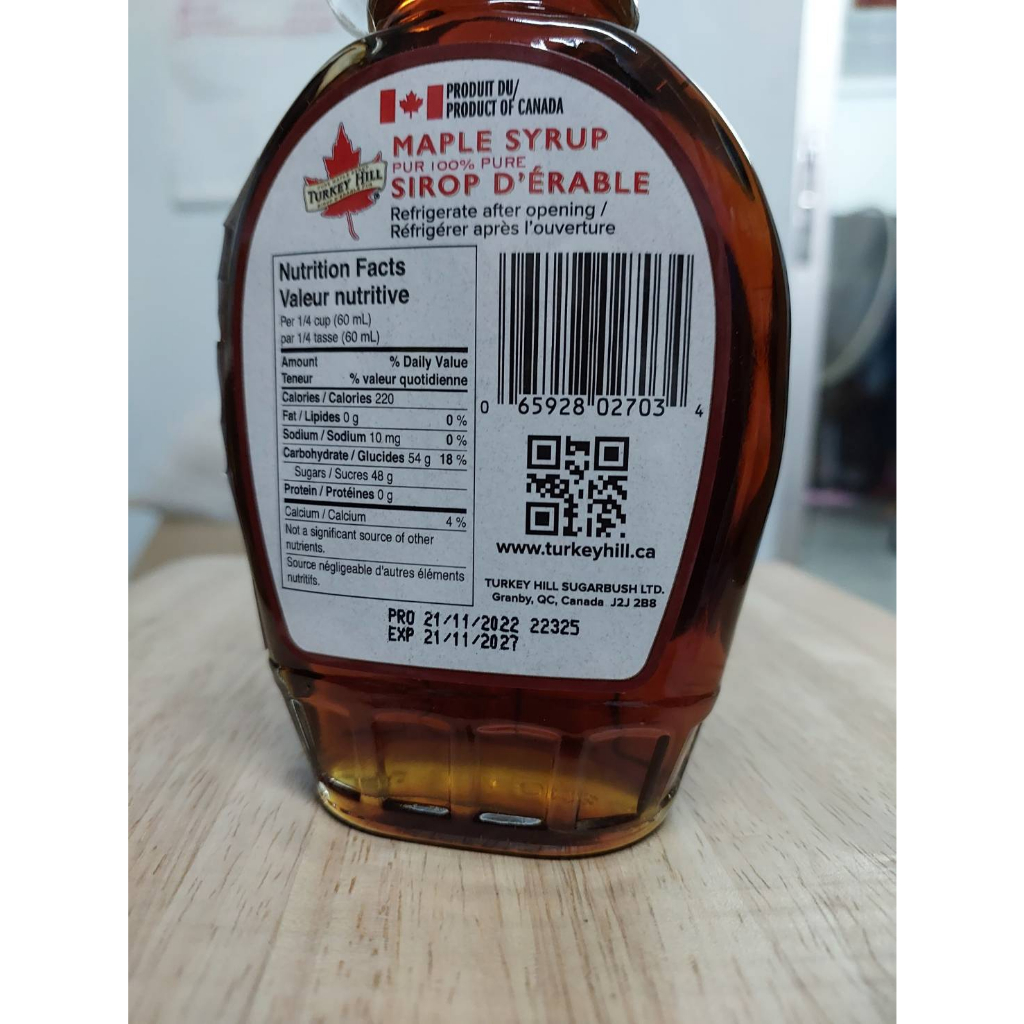 PRODUIT DU/
PRODUCT OF CANADA
MAPLE SYRUP
PUR 100% PURE
SIROP D'ÉRABLE
TURKEY HILL
Refrigerate after opening /
Réfrigérer après l'ouverture
Nutrition Facts
Valeur nutritive
Per 1/4 cup (60 mL)
par 1/4 tasse (60 mL)
Amount % Daily Value
Teneur % valeur quotidienne
Calories / Calories 220
Fat / Lipides 0 g 0 %
Sodium / Sodium 10 mg 0 %
Carbohydrate / Glucides 54 g 18 %
Sugars / Sucres 48 g
Protein / Protéines 0 g
Calcium / Calcium 4 %
Not a significant source of other
nutrients.
Source négligeable d'autres éléments
nutritifs.
0 65928 02703 4
www.turkeyhill.ca
TURKEY HILL SUGARBUSH LTD.
Granby, QC, Canada J2J 2B8
PRO 21/11/2022 22325
EXP 21/11/2027